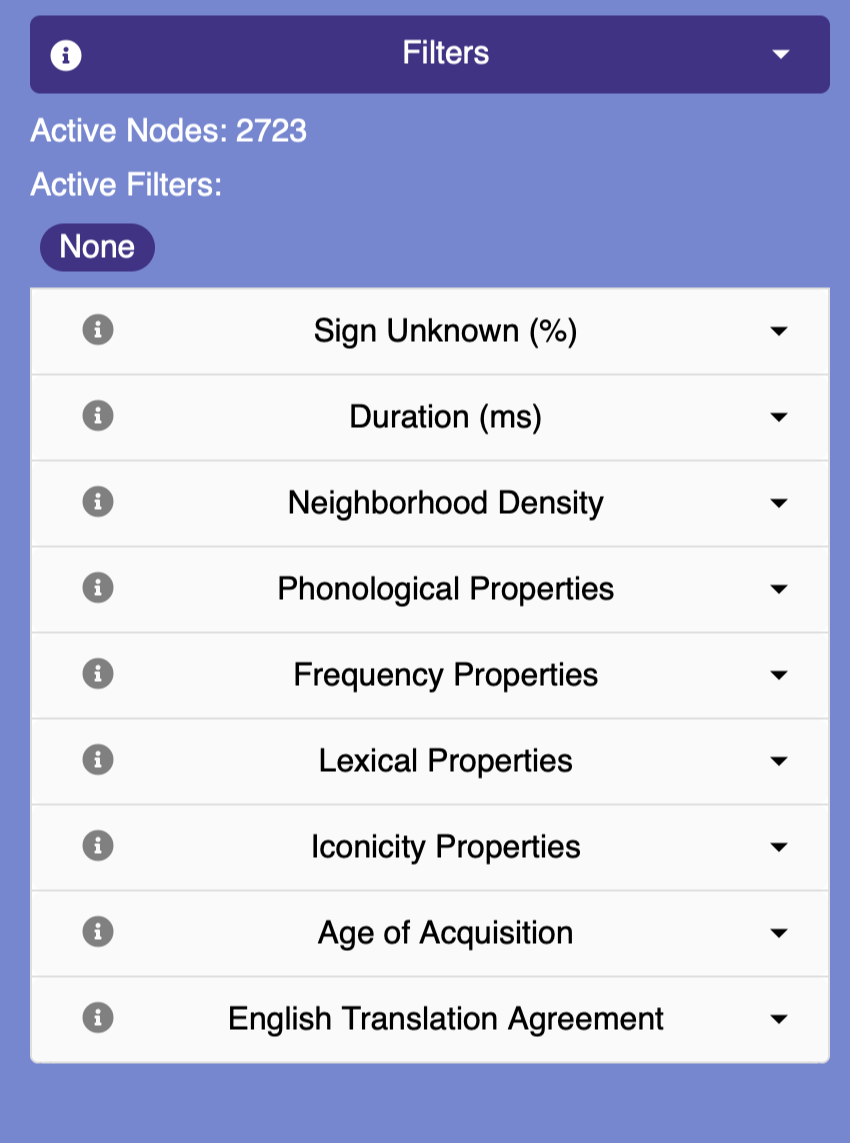 Filters
Active Nodes: 2723
Active Filters:
None
Sign Unknown (%)
Duration (ms)
Neighborhood Density
Phonological Properties
Frequency Properties
Lexical Properties
Iconicity Properties
Age of Acquisition
English Translation Agreement